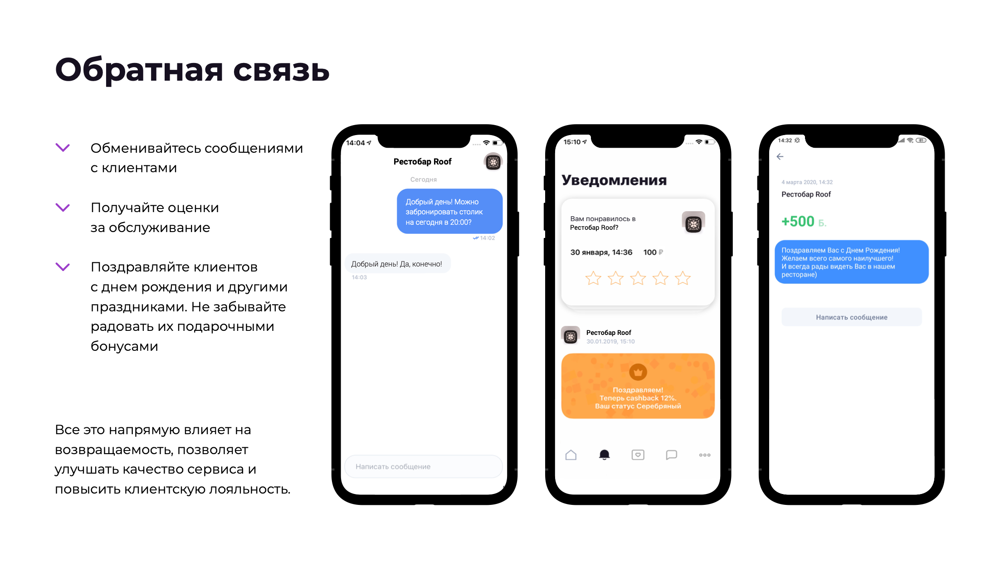 Обратная связь
Обменивайтесь сообщениями
с клиентами
Получайте оценки
за обслуживание
Поздравляйте клиентов
с днем рождения и другими
праздниками. Не забывайте
радовать их подарочными
бонусами
Все это напрямую влияет на
возвращаемость, позволяет
улучшать качество сервиса и
повысить клиентскую лояльность.
14:04
Рестобар Roof
Сегодня
Добрый день! Можно
забронировать столик
на сегодня в 20:00?
14:02
Добрый день! Да, конечно!
14:03
Написать сообщение
15:10
Уведомления
Вам понравилось в
Рестобар Roof?
30 января, 14:36 100 ₽
Рестобар Roof
30.01.2019, 15:10
Поздравляем!
Теперь cashback 12%.
Ваш статус Серебряный
14:32 81
4 марта 2020, 14:32
Рестобар Roof
+500 Б.
Поздравляем Вас с Днем Рождения!
Желаем всего самого наилучшего!
И всегда рады видеть Вас в нашем
ресторане)
Написать сообщение